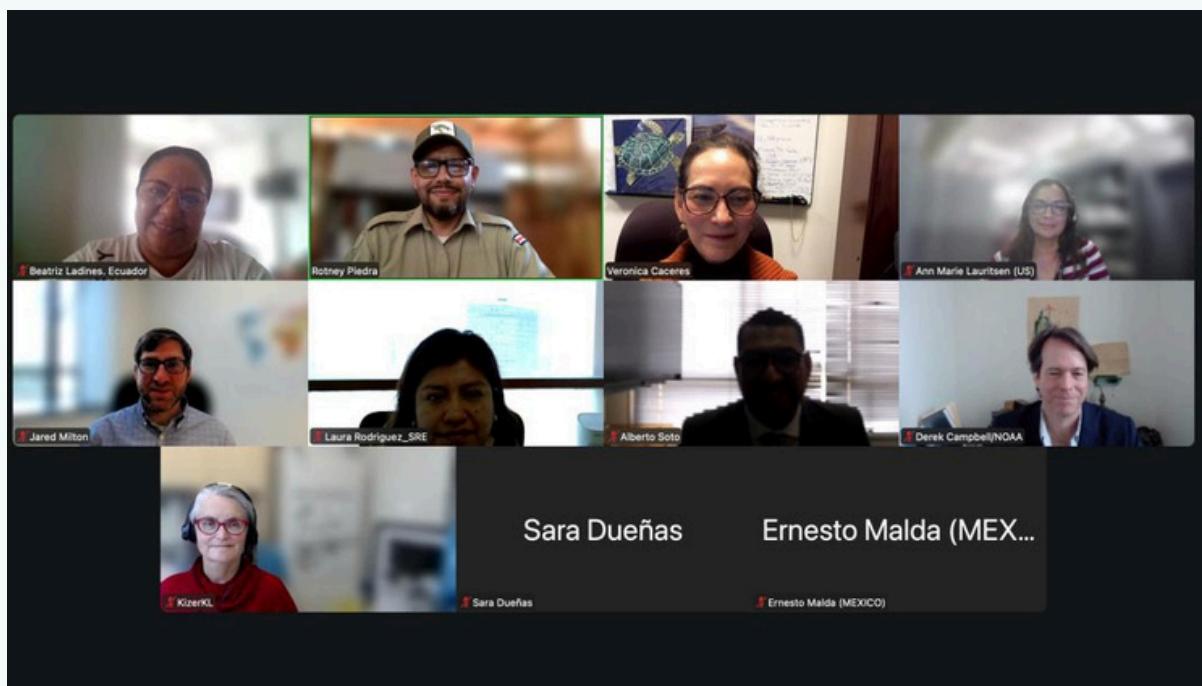 Beatriz Ladines. Ecuador
Rotney Piedra
Veronica Caceres
Ann Marie Lauritsen (US)
Jared Milton
Laura Rodriguez_SRE
Alberto Soto
Derek Campbell/NOAA
KizerKL
Sara Dueñas
Sara Dueñas
Ernesto Malda (MEX...
Ernesto Malda (MEXICO)